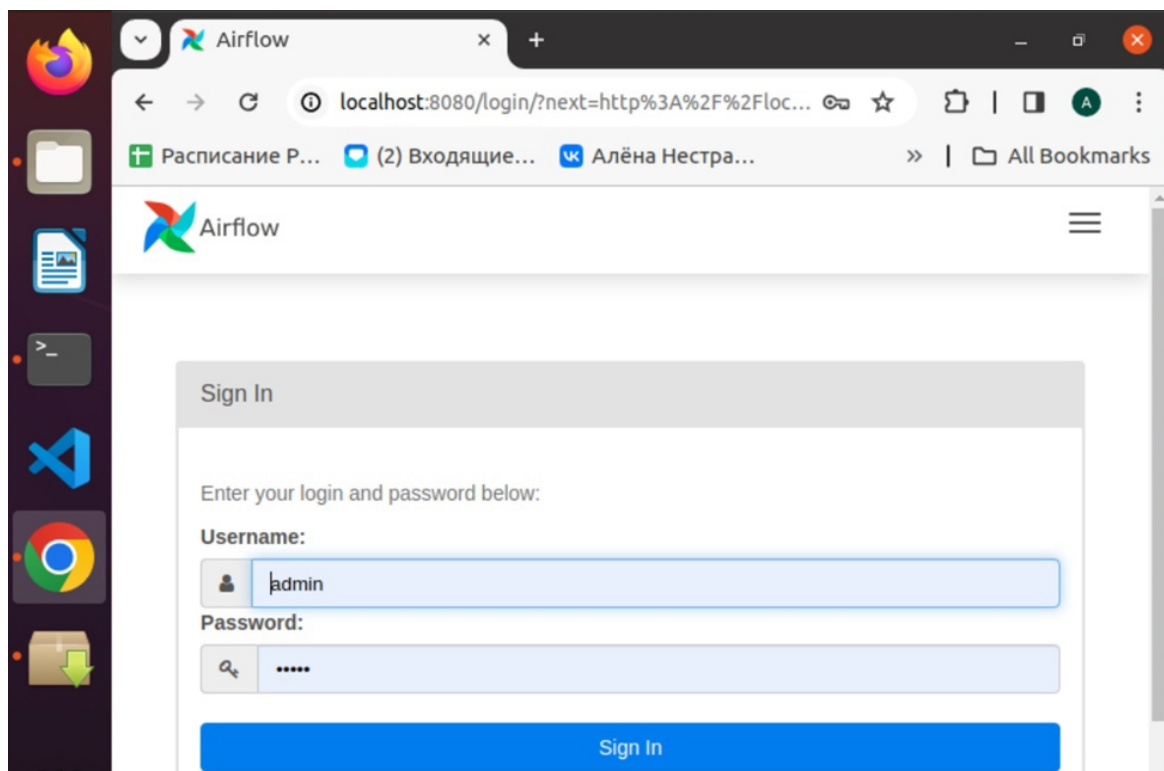 Airflow
localhost:8080/login/?next=http%3A%2F%2Floc...
A
Расписание Р... (2) Входящие... Алёна Нестра... » All Bookmarks
Airflow
Sign In
Enter your login and password below:
Username:
admin
Password:
•••••
Sign In